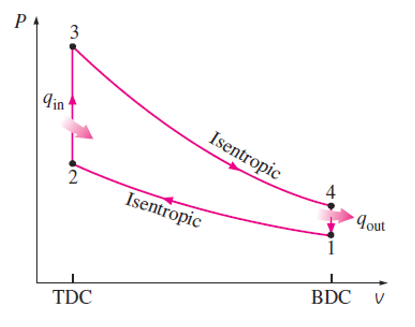 P
3
q_in
Isentropic
4
q_out
2
Isentropic
1
TDC
BDC
v